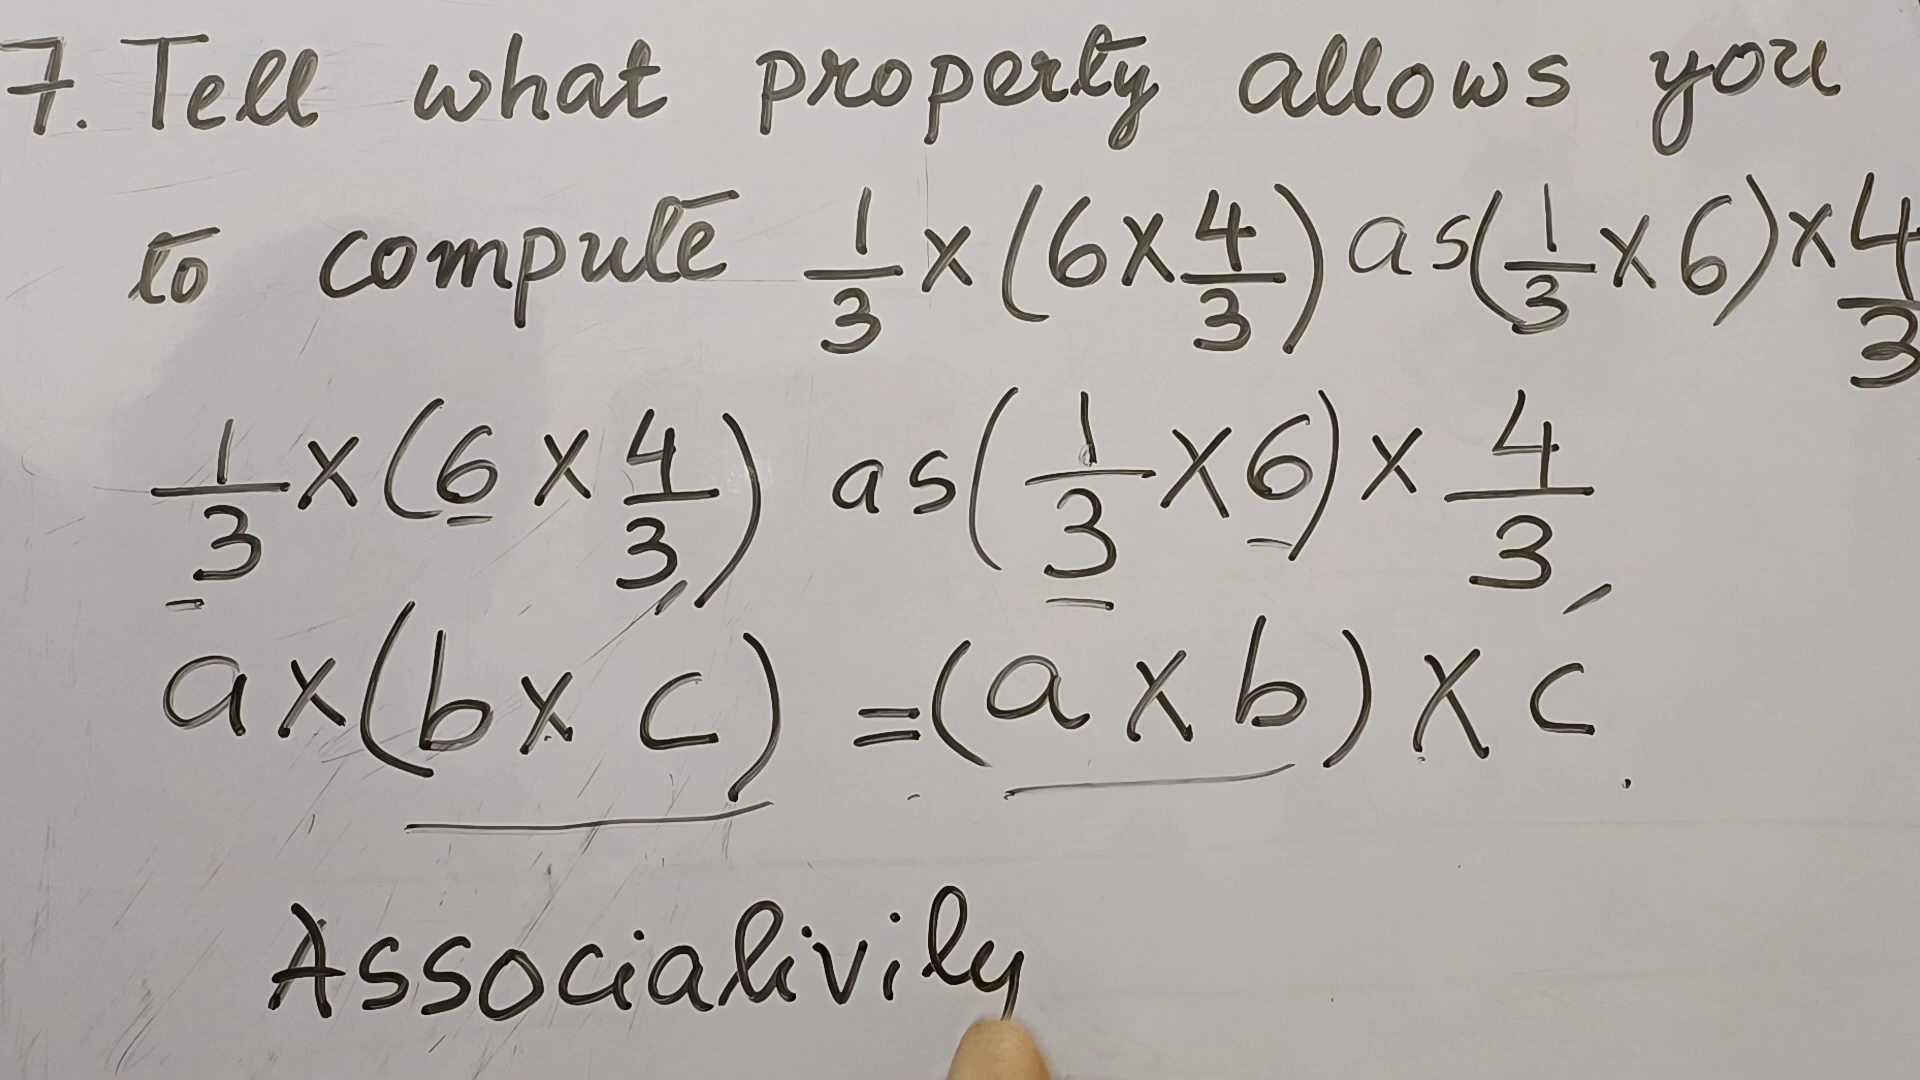 7. Tell what property allows you
to compute 1/3 × (6 × 4/3) as (1/3 × 6) × 4/3
1/3 × (6 × 4/3) as (1/3 × 6) × 4/3
a × (b × c) = (a × b) × c
Associativity